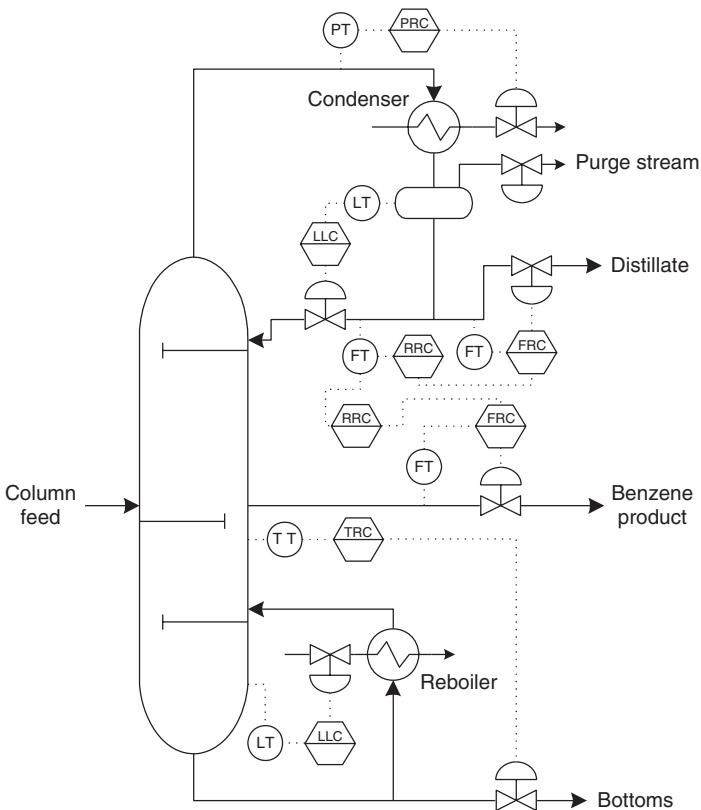 PT
PRC
Condenser
Purge stream
LT
LLC
Distillate
FT
RRC
FT
FRC
RRC
FRC
FT
Column
feed
Benzene
product
T T
TRC
Reboiler
LT
LLC
Bottoms